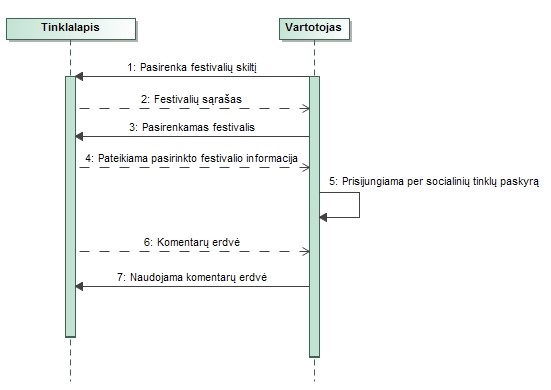 Tinklalapis
Vartotojas
1: Pasirenka festivalių skiltį
2: Festivalių sąrašas
3: Pasirenkamas festivalis
4: Pateikiama pasirinkto festivalio informacija
5: Prisijungiama per socialinių tinklų paskyrą
6: Komentarų erdvė
7: Naudojama komentarų erdvė